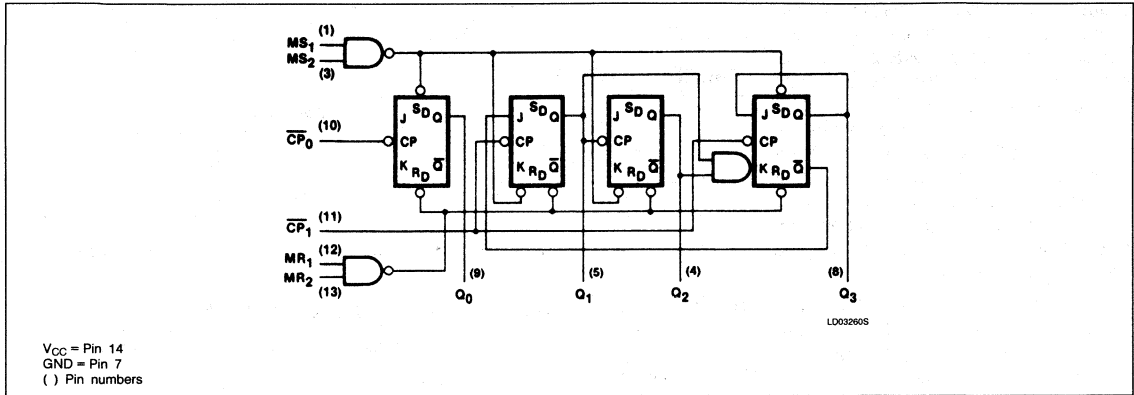 (1)
MS1
MS2
(3)
SD
J Q
CP
K RD Q̅
SD
J Q
CP
K RD Q̅
SD
Q
CP
K RD Q̅
SD
J Q
CP
K RD Q̅
C̅P̅0 (10)
C̅P̅1 (11)
MR1 (12)
MR2
(13)
(9)
Q0
(5)
Q1
(4)
Q2
(8)
Q3
LD03260S
VCC = Pin 14
GND = Pin 7
( ) Pin numbers